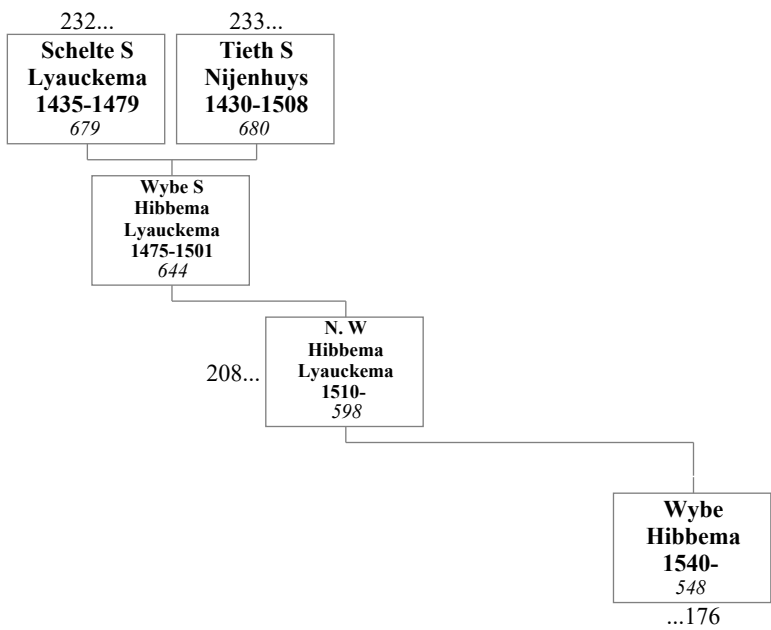 232...
233...
Schelte S
Lyauckema
1435-1479
679
Tieth S
Nijenhuys
1430-1508
680
Wybe S
Hibbema
Lyauckema
1475-1501
644
208...
N. W
Hibbema
Lyauckema
1510-
598
Wybe
Hibbema
1540-
548
...176